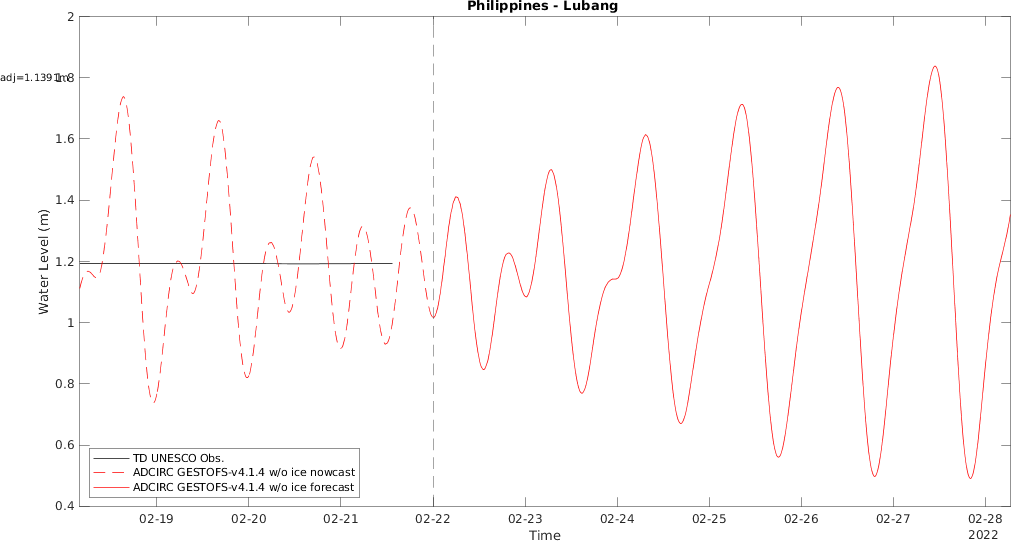 Philippines - Lubang
2
adj=1.1391m
1.8
1.6
1.4
1.2
1
0.8
0.6
0.4
Water Level (m)
TD UNESCO Obs.
ADCIRC GESTOFS-v4.1.4 w/o ice nowcast
ADCIRC GESTOFS-v4.1.4 w/o ice forecast
02-19 02-20 02-21 02-22 02-23 02-24 02-25 02-26 02-27 02-28
Time
2022